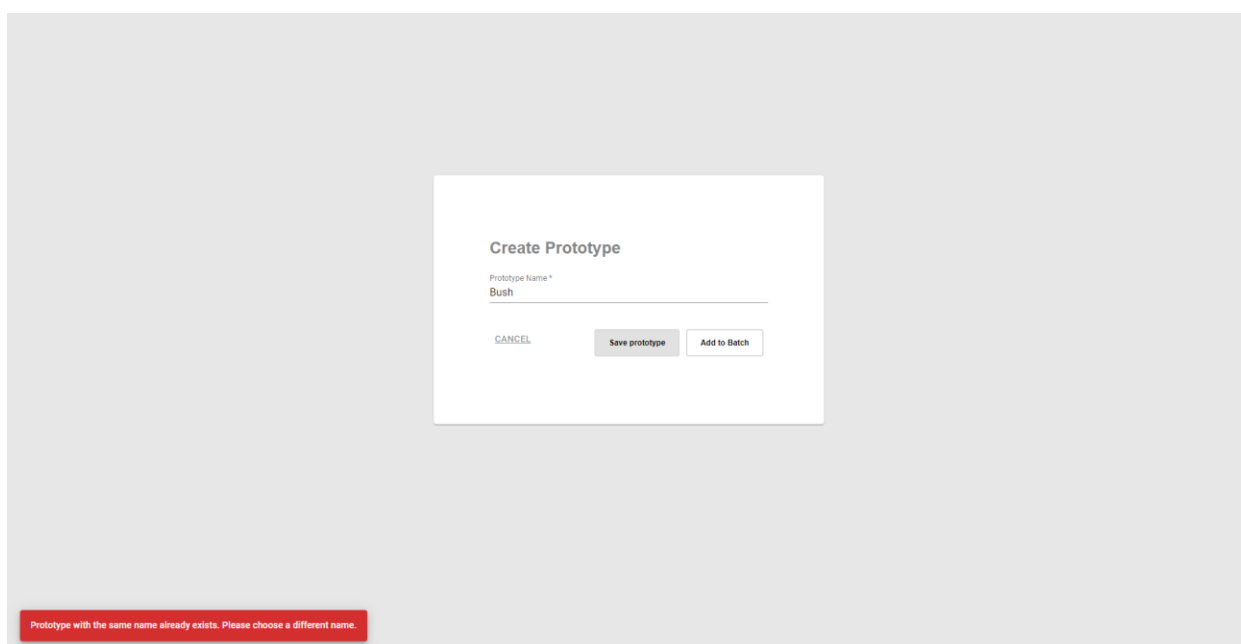 Create Prototype
Prototype Name *
Bush
CANCEL
Save prototype
Add to Batch
Prototype with the same name already exists. Please choose a different name.